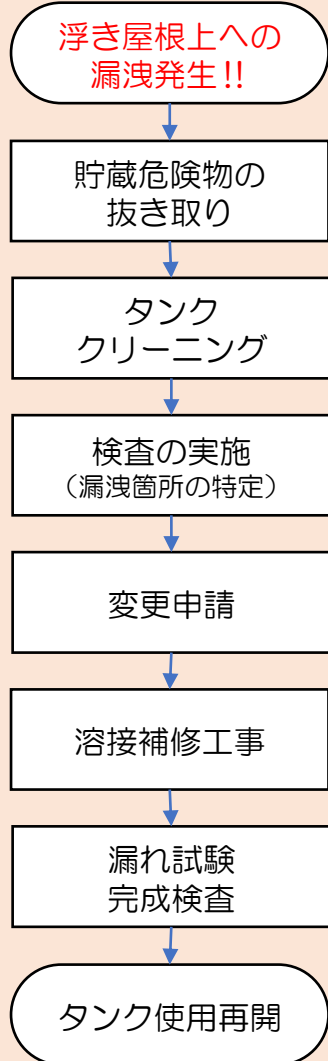 浮き屋根上への
漏洩発生!!
貯蔵危険物の
抜き取り
タンク
クリーニング
検査の実施
（漏洩箇所の特定）
変更申請
溶接補修工事
漏れ試験
完成検査
タンク使用再開